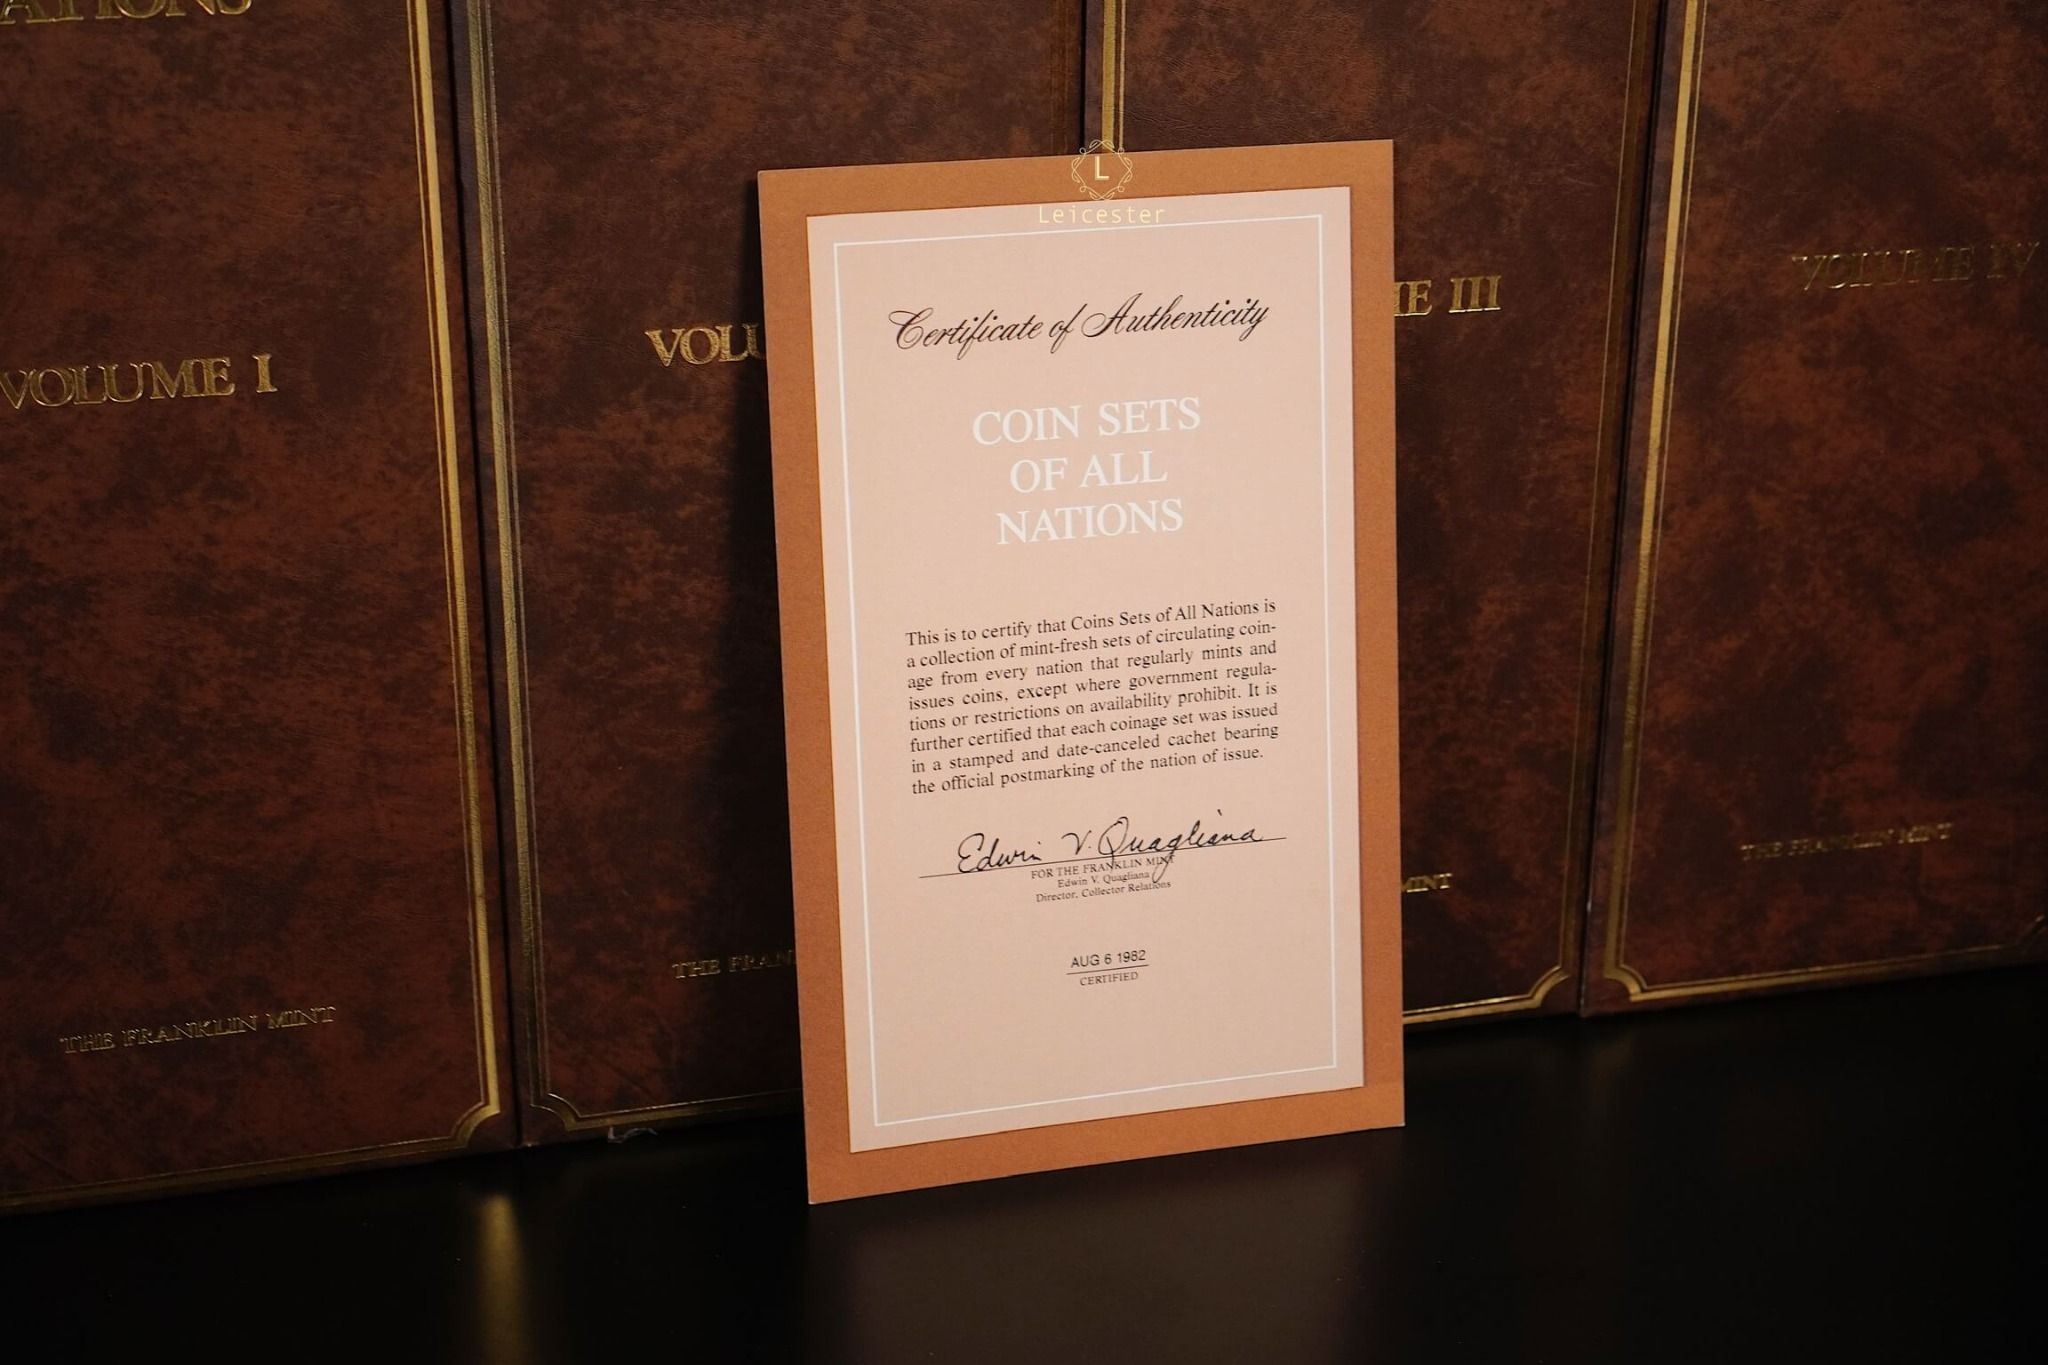 ATIONS
VOLUME I
THE FRANKLIN MINT
VOLU
THE FRAN
L
Leicester
Certificate of Authenticity
COIN SETS
OF ALL
NATIONS
This is to certify that Coins Sets of All Nations is
a collection of mint-fresh sets of circulating coin-
age from every nation that regularly mints and
issues coins, except where government regula-
tions or restrictions on availability prohibit. It is
further certified that each coinage set was issued
in a stamped and date-canceled cachet bearing
the official postmarking of the nation of issue.
Edwin V. Quagliana
FOR THE FRANKLIN MINT
Edwin V. Quagliana
Director, Collector Relations
AUG 6 1982
CERTIFIED
E III
MINT
VOLUME IV
THE FRANKLIN MINT